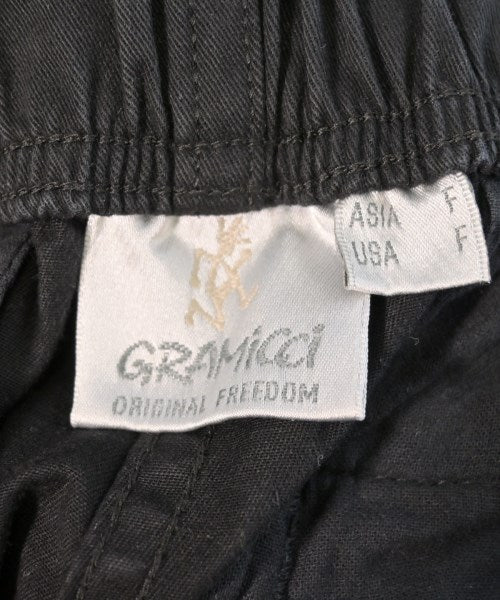 GRAMiCCi
ORIGINAL FREEDOM
ASIA F
USA F